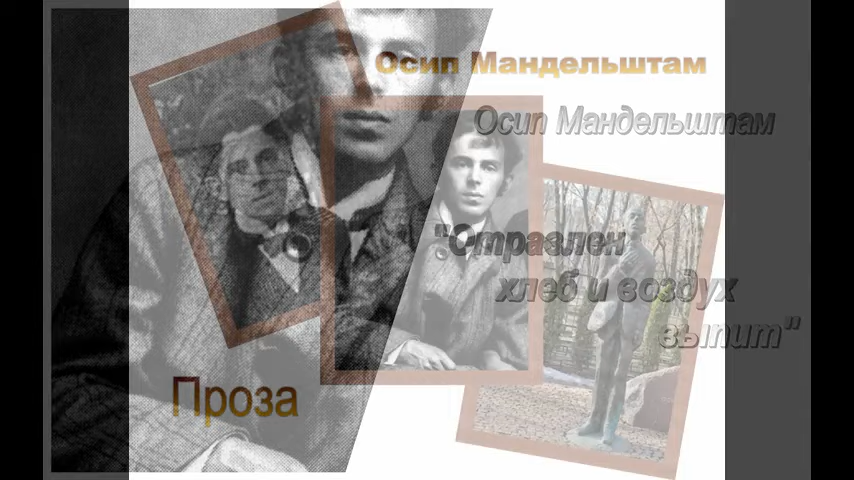 Осип Мандельштам
Осип Мандельштам
"Отравлен
хлеб и воздух
выпит"
Проза